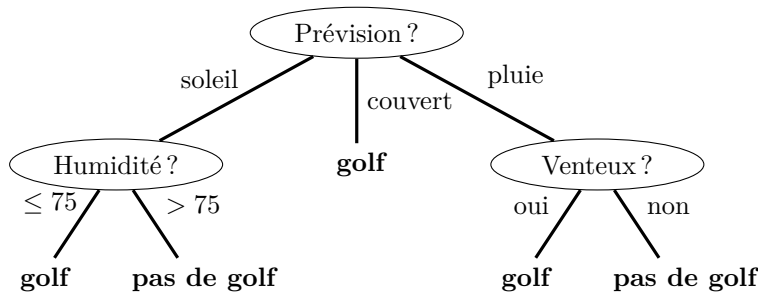 Prévision ?
soleil
couvert
pluie
Humidité ?
golf
Venteux ?
≤ 75
> 75
oui
non
golf
pas de golf
golf
pas de golf